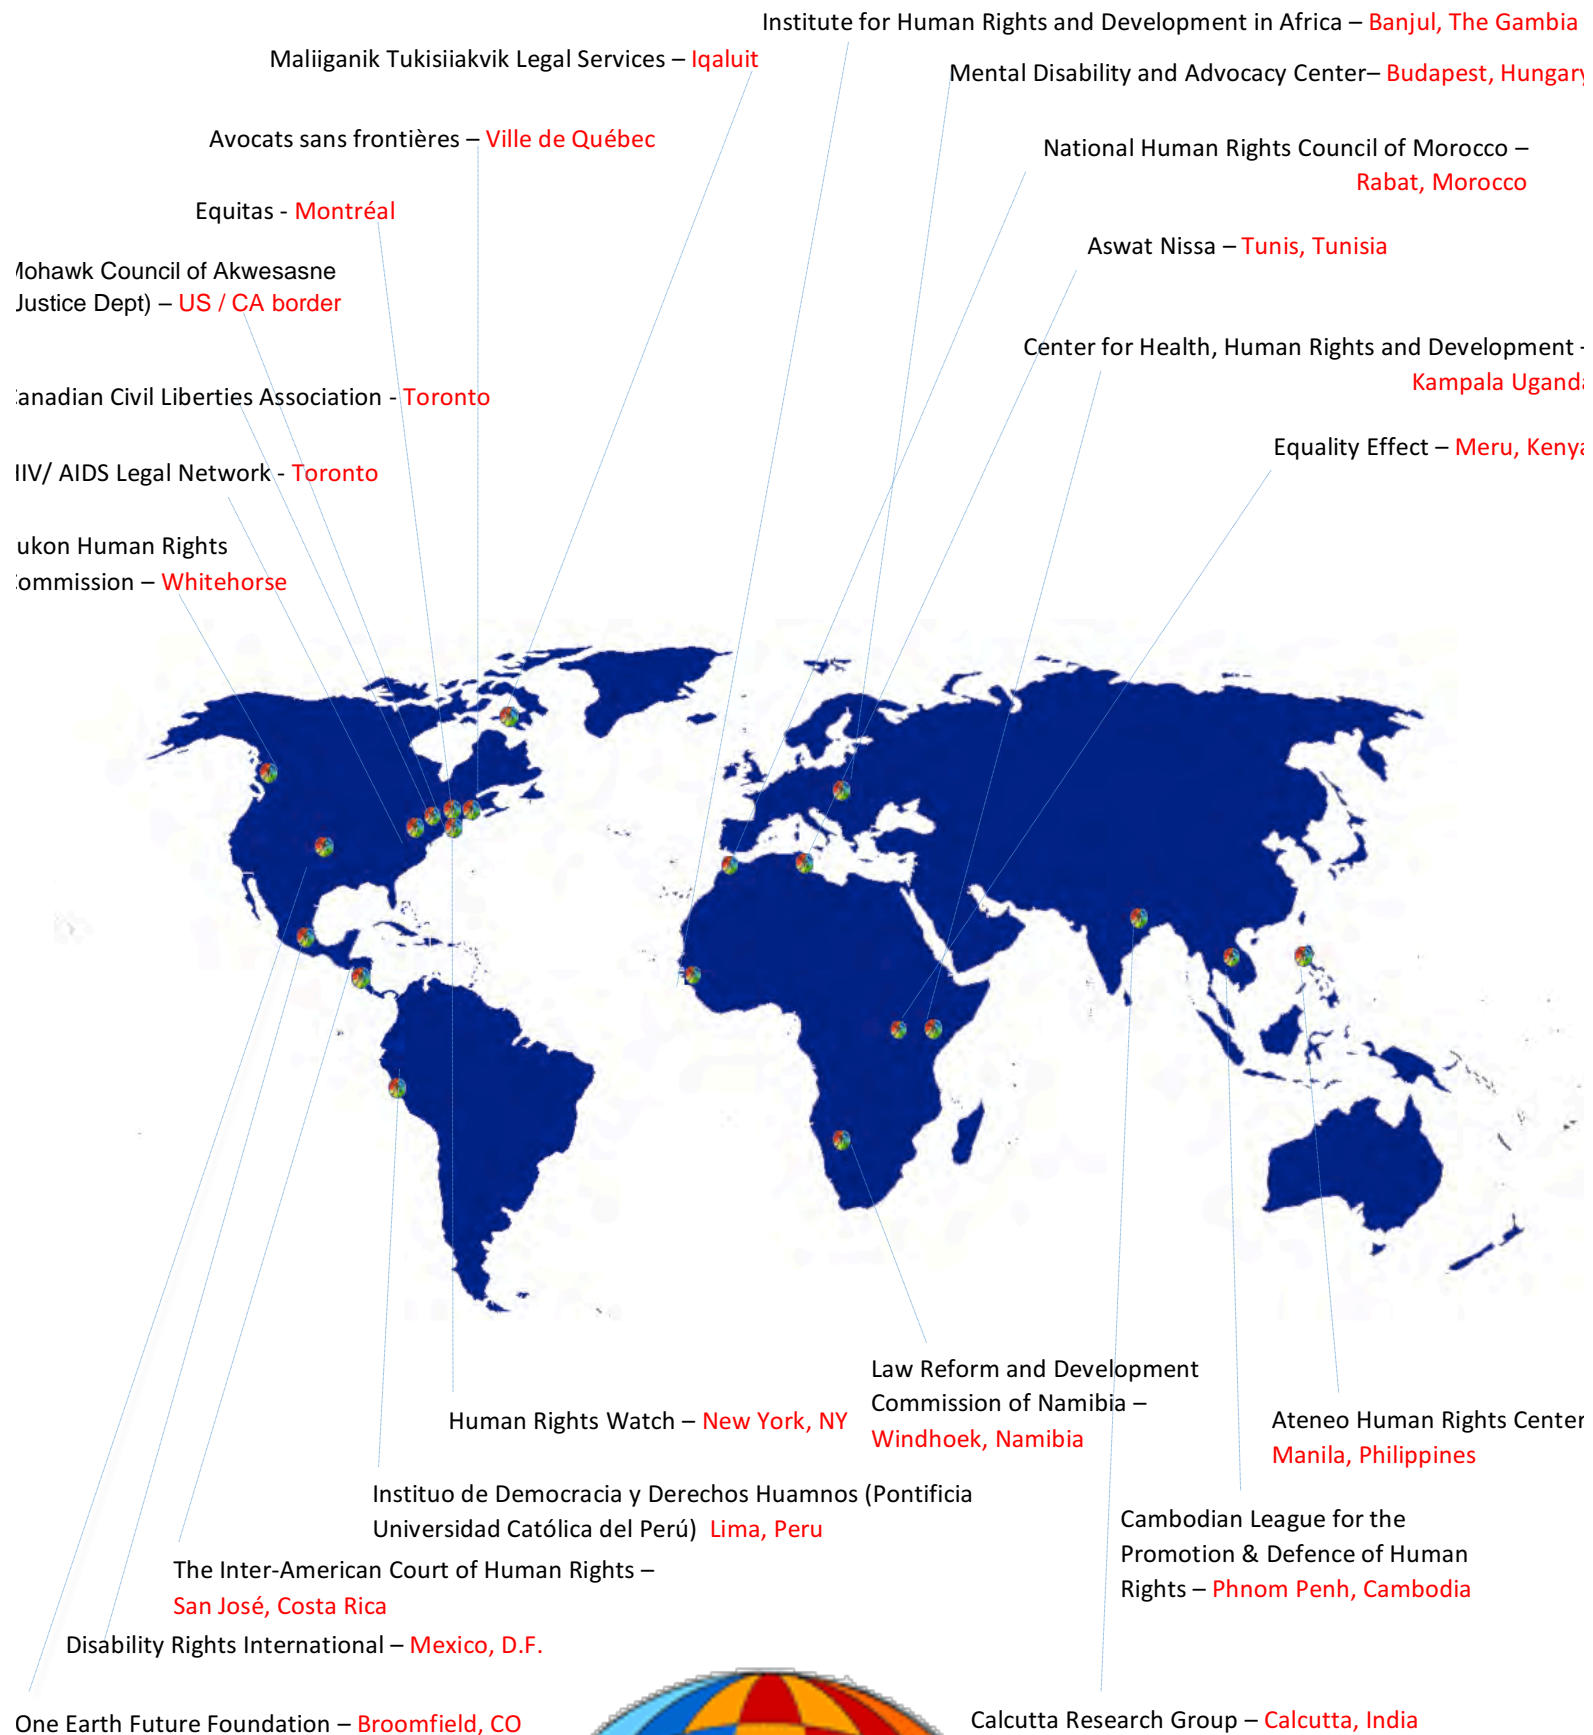 Institute for Human Rights and Development in Africa – Banjul, The Gambia
Maliiganik Tukisiiakvik Legal Services – Iqaluit
Mental Disability and Advocacy Center– Budapest, Hungary
Avocats sans frontières – Ville de Québec
National Human Rights Council of Morocco –
Rabat, Morocco
Equitas - Montréal
Aswat Nissa – Tunis, Tunisia
Mohawk Council of Akwesasne
Justice Dept) – US / CA border
Center for Health, Human Rights and Development -
Kampala Uganda
anadian Civil Liberties Association - Toronto
Equality Effect – Meru, Kenya
IIV/ AIDS Legal Network - Toronto
ukon Human Rights
ommission – Whitehorse
Law Reform and Development
Commission of Namibia –
Windhoek, Namibia
Human Rights Watch – New York, NY
Ateneo Human Rights Center
Manila, Philippines
Instituo de Democracia y Derechos Huamnos (Pontificia
Universidad Católica del Perú) Lima, Peru
Cambodian League for the
Promotion & Defence of Human
Rights – Phnom Penh, Cambodia
The Inter-American Court of Human Rights –
San José, Costa Rica
Disability Rights International – Mexico, D.F.
One Earth Future Foundation – Broomfield, CO
Calcutta Research Group – Calcutta, India